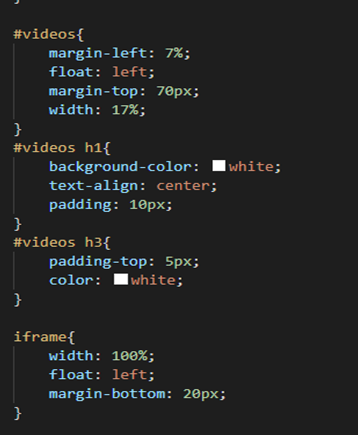 }
#videos{
margin-left: 7%;
float: left;
margin-top: 70px;
width: 17%;
}
#videos h1{
background-color: white;
text-align: center;
padding: 10px;
}
#videos h3{
padding-top: 5px;
color: white;
}
iframe{
width: 100%;
float: left;
margin-bottom: 20px;
}